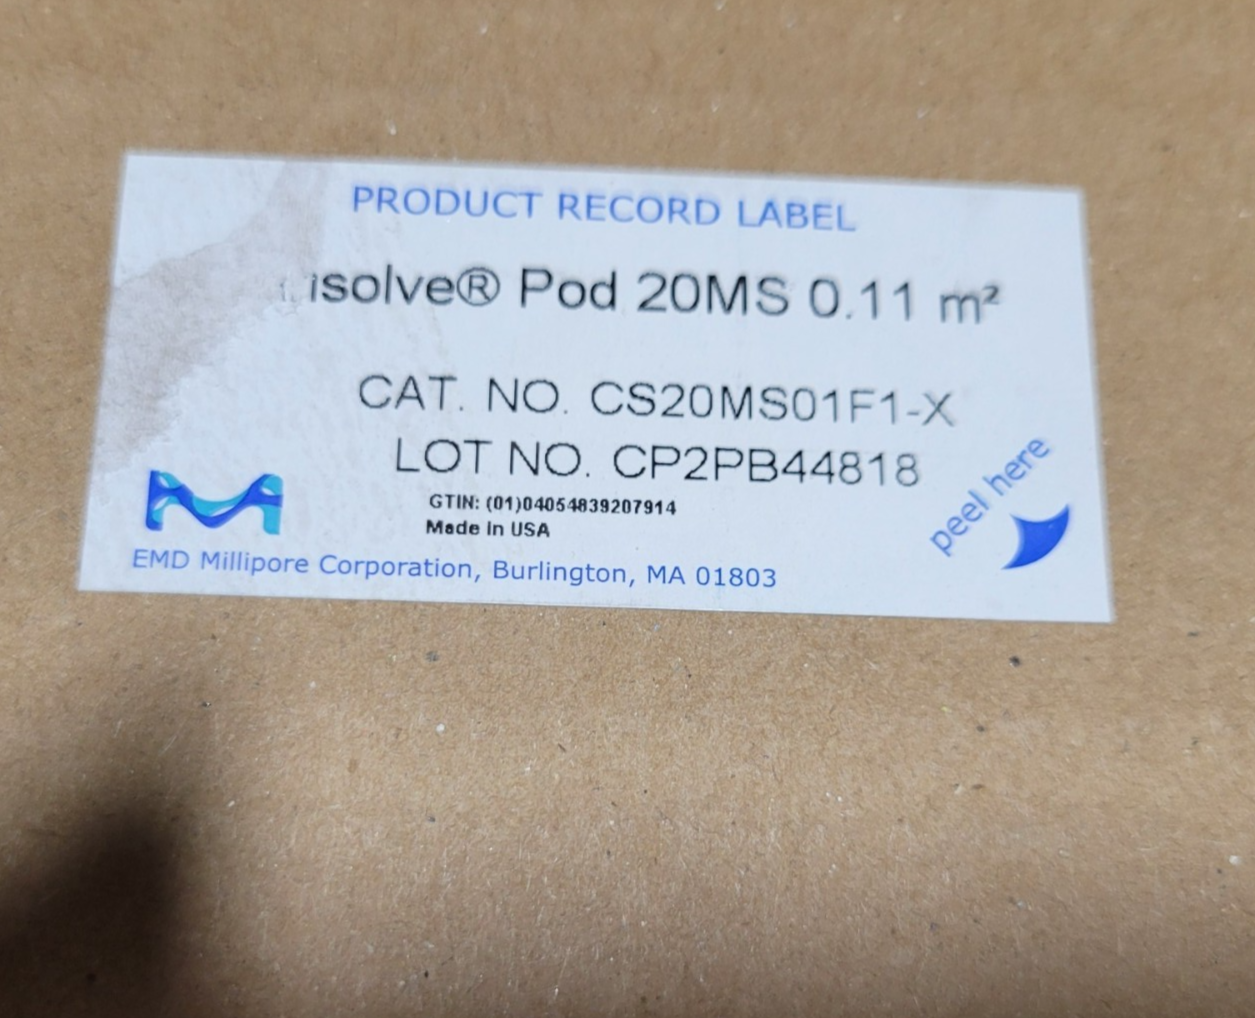 PRODUCT RECORD LABEL
Pod 20MS 0.11 m²
CAT. NO. CS20MS01F1-X
LOT NO. CP2PB44818
GTIN: (01)04054839207914
Made In USA
peel here
EMD Millipore Corporation, Burlington, MA 01803